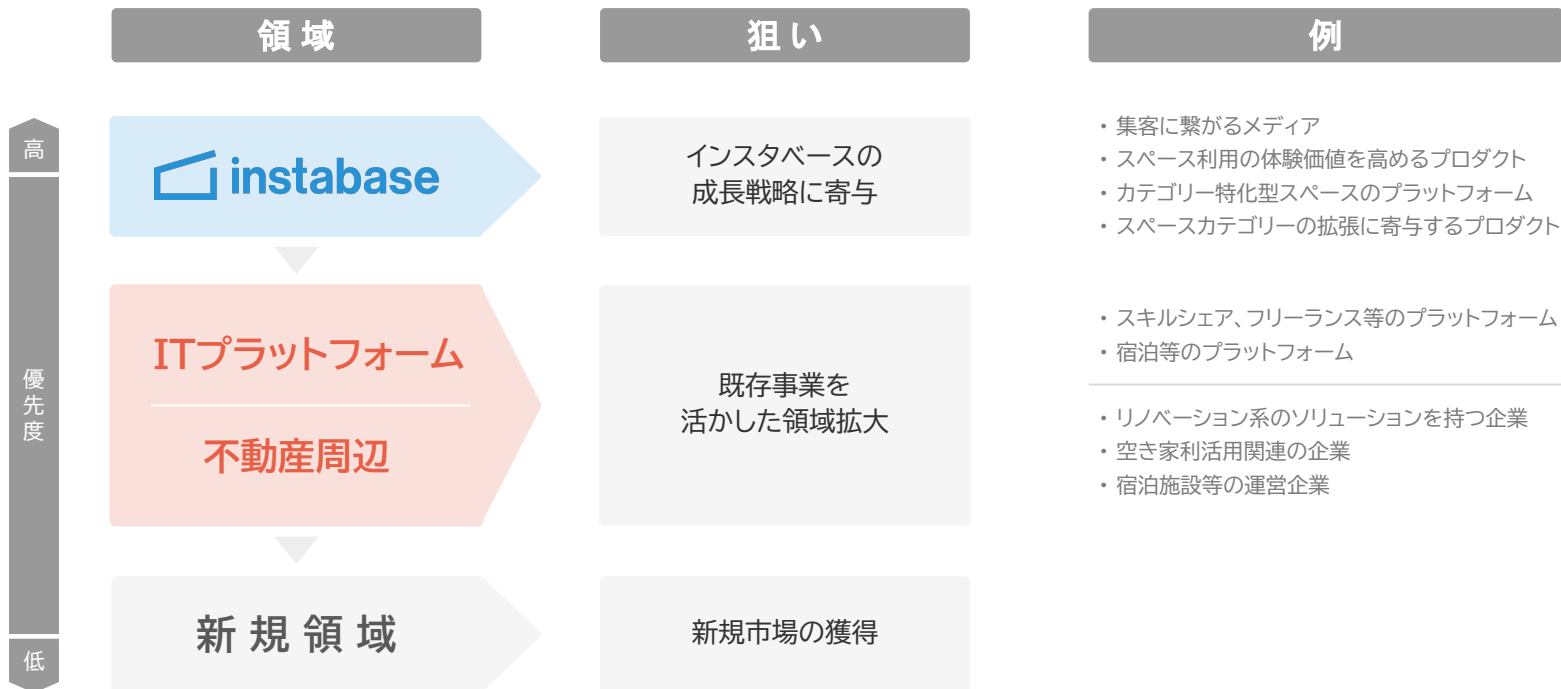 領域
狙い
例
高
優先度
低
instabase
インスタベースの
成長戦略に寄与
・集客に繋がるメディア
・スペース利用の体験価値を高めるプロダクト
・カテゴリー特化型スペースのプラットフォーム
・スペースカテゴリーの拡張に寄与するプロダクト
ITプラットフォーム
不動産周辺
既存事業を
活かした領域拡大
・スキルシェア、フリーランス等のプラットフォーム
・宿泊等のプラットフォーム
・リノベーション系のソリューションを持つ企業
・空き家利活用関連の企業
・宿泊施設等の運営企業
新規領域
新規市場の獲得